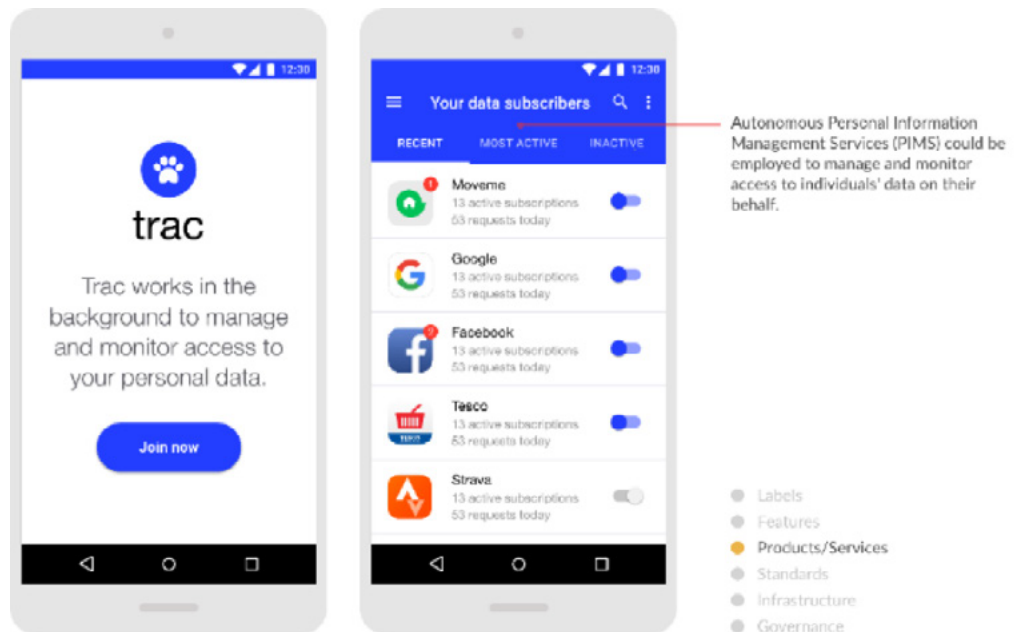 12:30
trac
Trac works in the
background to manage
and monitor access to
your personal data.
Join now
12:30
Your data subscribers
RECENT
MOST ACTIVE
INACTIVE
1
Moveme
13 active subscriptions
53 requests today
Google
13 active subscriptions
53 requests today
Facebook
13 active subscriptions
53 requests today
TESCO
Tesco
13 active subscriptions
53 requests today
Strava
13 active subscriptions
53 requests today
Autonomous Personal Information
Management Services (PIMS) could be
employed to manage and monitor
access to individuals' data on their
behalf.
Labels
Features
Products/Services
Standards
Infrastructure
Governance